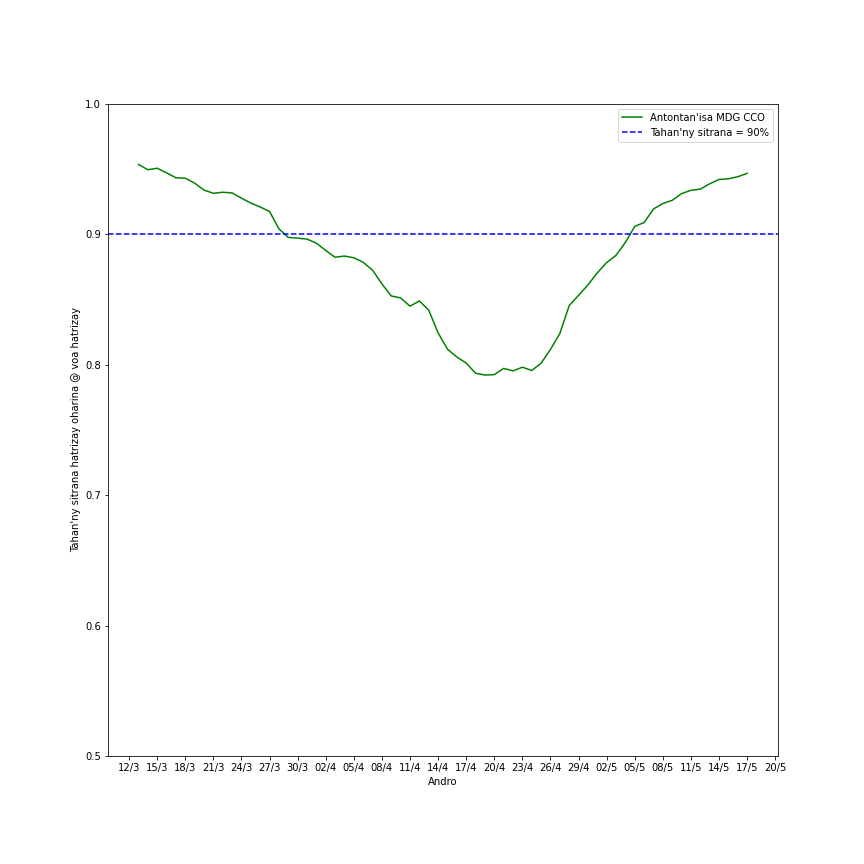 Antontan'isa MDG CCO
Tahan'ny sitrana = 90%
1.0
0.9
0.8
0.7
0.6
0.5
Tahan'ny sitrana hatrizay oharina @ voa hatrizay
12/3 15/3 18/3 21/3 24/3 27/3 30/3 02/4 05/4 08/4 11/4 14/4 17/4 20/4 23/4 26/4 29/4 02/5 05/5 08/5 11/5 14/5 17/5 20/5
Andro